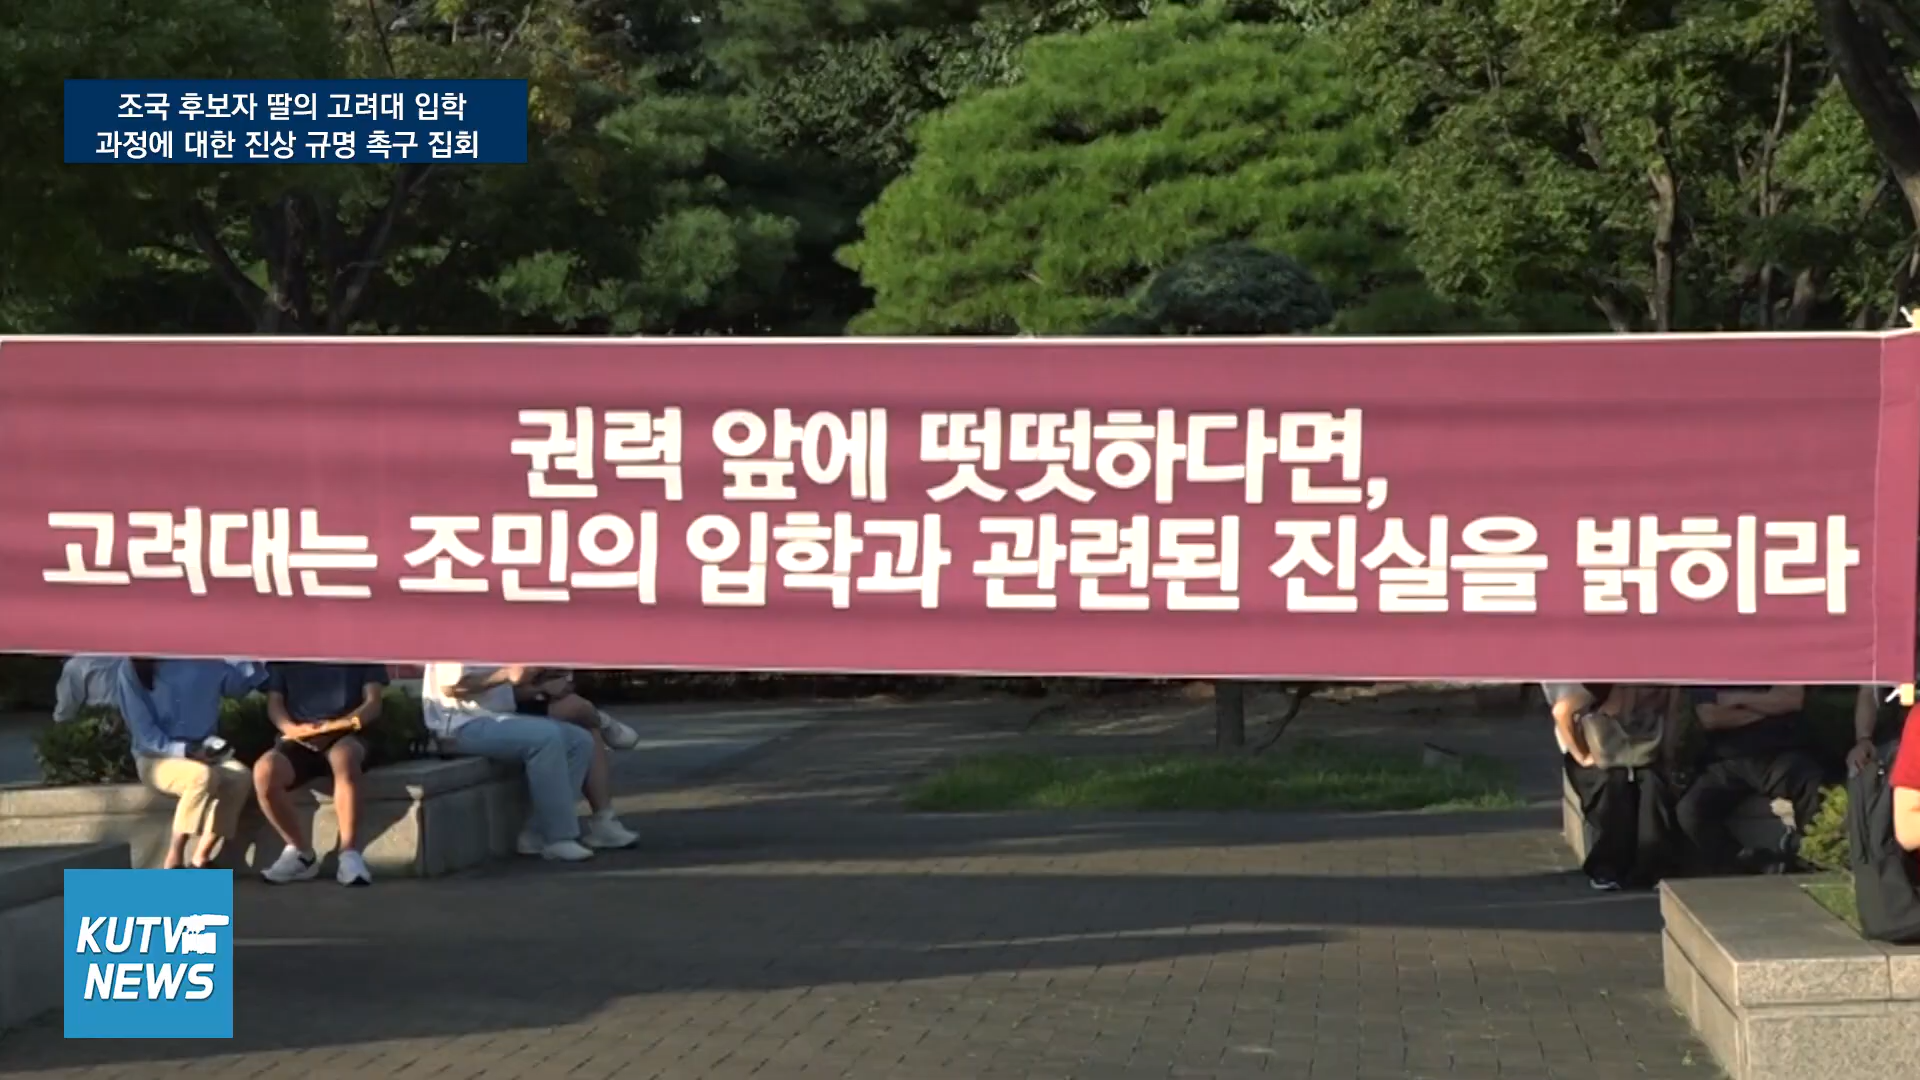 조국 후보자 딸의 고려대 입학
과정에 대한 진상 규명 촉구 집회
권력 앞에 떳떳하다면,
고려대는 조민의 입학과 관련된 진실을 밝히라
KUTV
NEWS